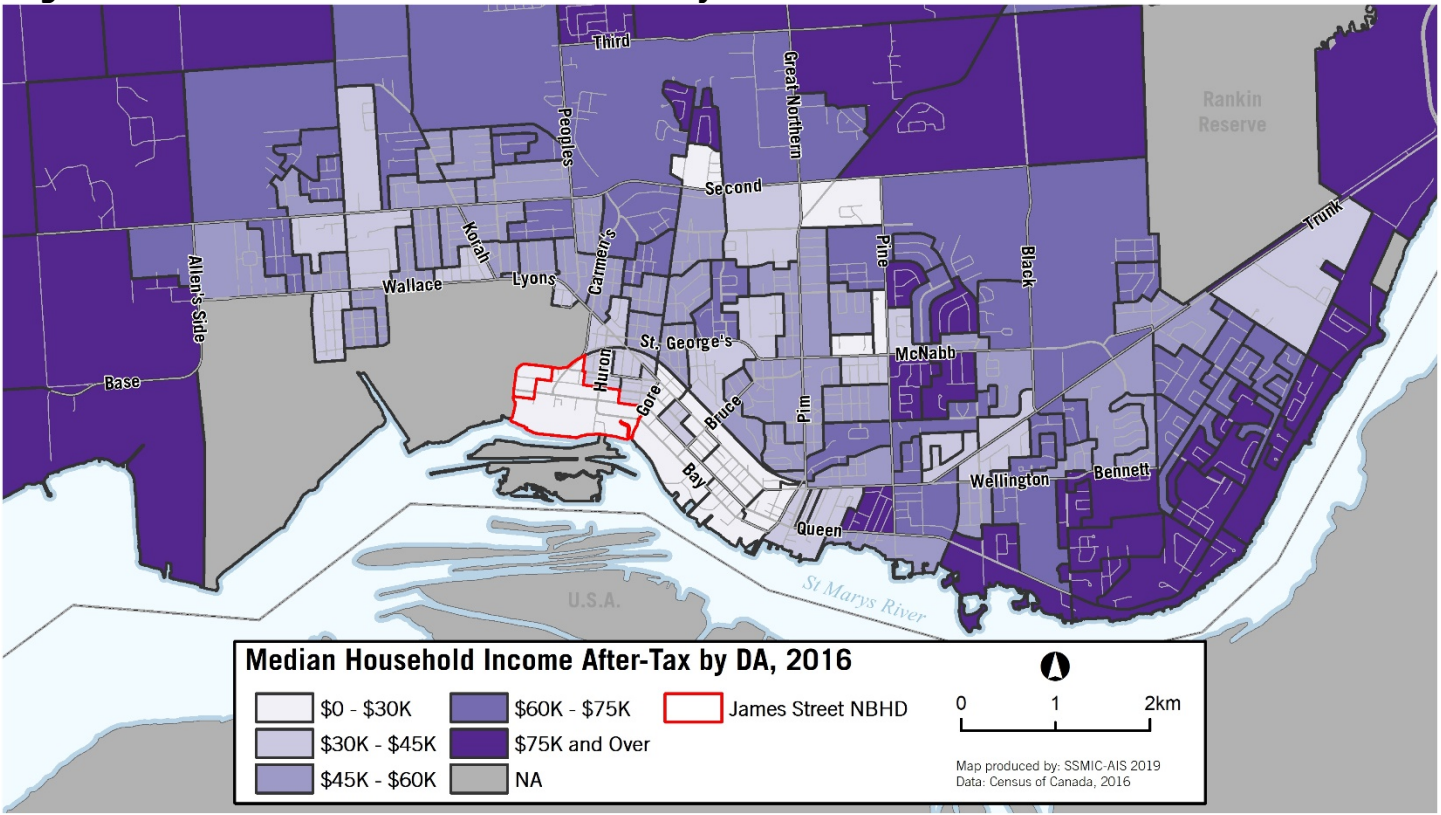 Third
Great Northern
Peoples
Rankin
Reserve
Second
Trunk
Korah
Carmen's
Pine
Black
Allen's Side
Wallace
Lyons
St. George's
McNabb
Base
Huron
Gore
Bruce
Pim
Bay
Wellington
Bennett
Queen
St Marys River
U.S.A.
Median Household Income After-Tax by DA, 2016
$0 - $30K
$60K - $75K
James Street NBHD
$30K - $45K
$75K and Over
$45K - $60K
NA
0 1 2km
Map produced by: SSMIC-AIS 2019
Data: Census of Canada, 2016